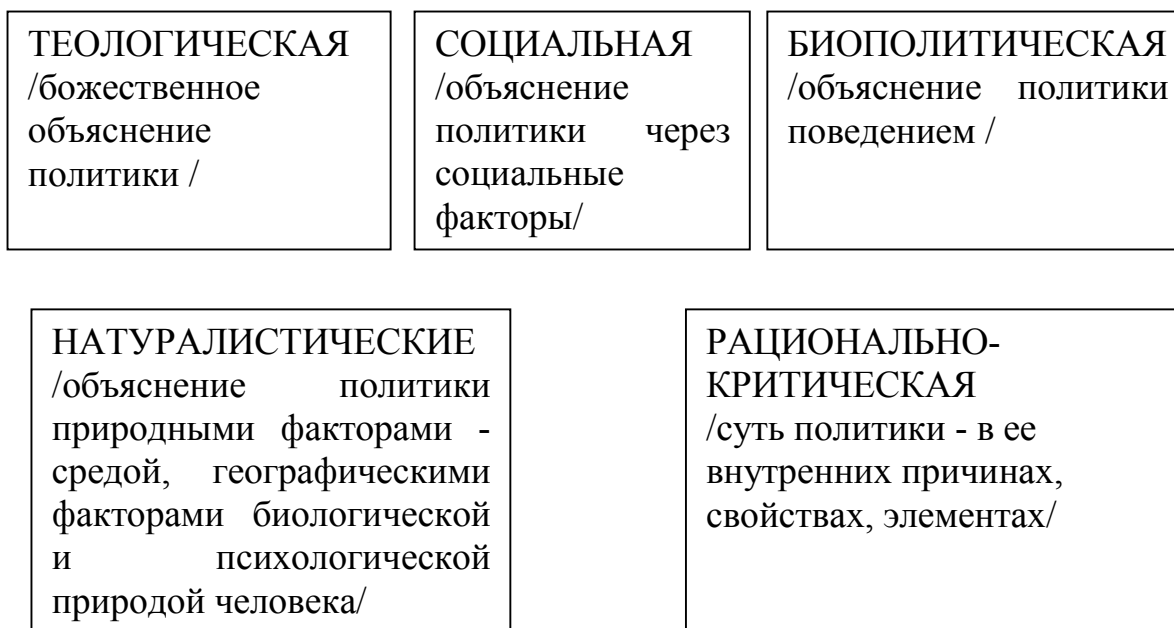 ТЕОЛОГИЧЕСКАЯ
/божественное
объяснение
политики /
СОЦИАЛЬНАЯ
/объяснение
политики через
социальные
факторы/
БИОПОЛИТИЧЕСКАЯ
/объяснение политики
поведением /
НАТУРАЛИСТИЧЕСКИЕ
/объяснение политики
природными факторами -
средой, географическими
факторами биологической
и психологической
природой человека/
РАЦИОНАЛЬНО-
КРИТИЧЕСКАЯ
/суть политики - в ее
внутренних причинах,
свойствах, элементах/